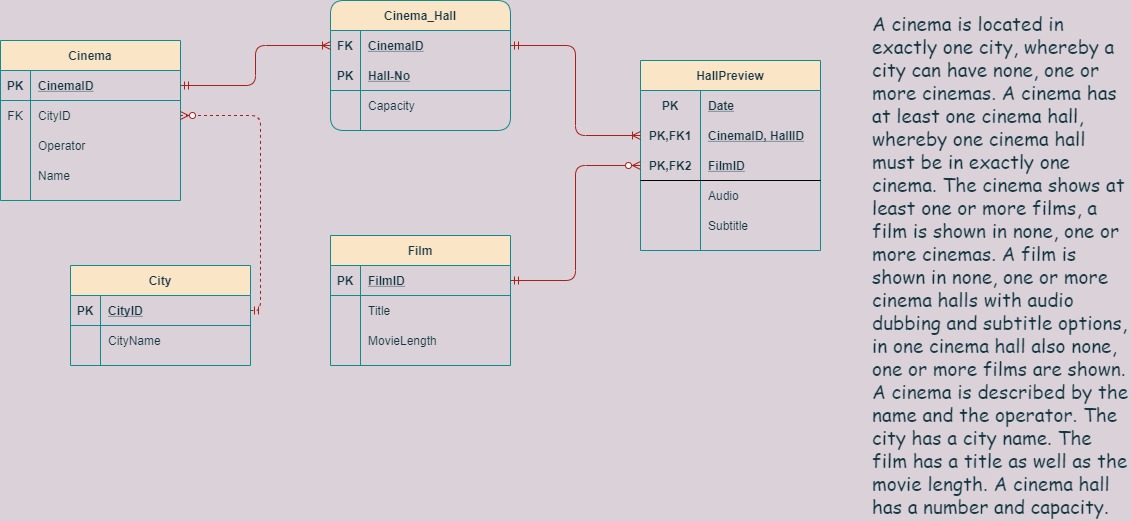 Cinema
PK CinemaID
FK CityID
Operator
Name
Cinema_Hall
FK CinemaID
PK Hall-No
Capacity
HallPreview
PK Date
PK,FK1 CinemaID, HallID
PK,FK2 FilmID
Audio
Subtitle
City
PK CityID
CityName
Film
PK FilmID
Title
MovieLength
A cinema is located in
exactly one city, whereby a
city can have none, one or
more cinemas. A cinema has
at least one cinema hall,
whereby one cinema hall
must be in exactly one
cinema. The cinema shows at
least one or more films, a
film is shown in none, one or
more cinemas. A film is
shown in none, one or more
cinema halls with audio
dubbing and subtitle options,
in one cinema hall also none,
one or more films are shown.
A cinema is described by the
name and the operator. The
city has a city name. The
film has a title as well as the
movie length. A cinema hall
has a number and capacity.